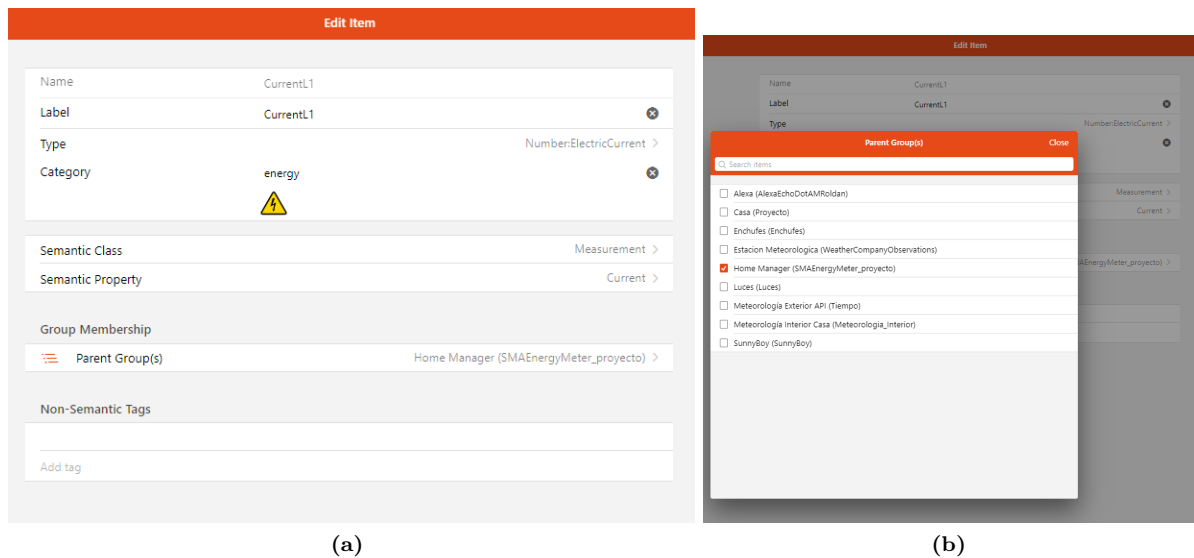 Edit Item
Name CurrentL1
Label CurrentL1
Type Number:ElectricCurrent
Category energy
Semantic Class Measurement
Semantic Property Current
Group Membership
Parent Group(s) Home Manager (SMAEnergyMeter_proyecto)
Non-Semantic Tags
Add tag
(a)
Edit Item
Name CurrentL1
Label CurrentL1
Type Number:ElectricCurrent
Parent Group(s) Close
Search items
Alexa (AlexaEchoDotAMRoldan)
Casa (Proyecto)
Enchufes (Enchufes)
Estacion Meteorologica (WeatherCompanyObservations)
Home Manager (SMAEnergyMeter_proyecto)
Luces (Luces)
Meteorología Exterior API (Tiempo)
Meteorología Interior Casa (Meteorologia_Interior)
SunnyBoy (SunnyBoy)
Measurement
Current
AEnergyMeter_proyecto)
(b)